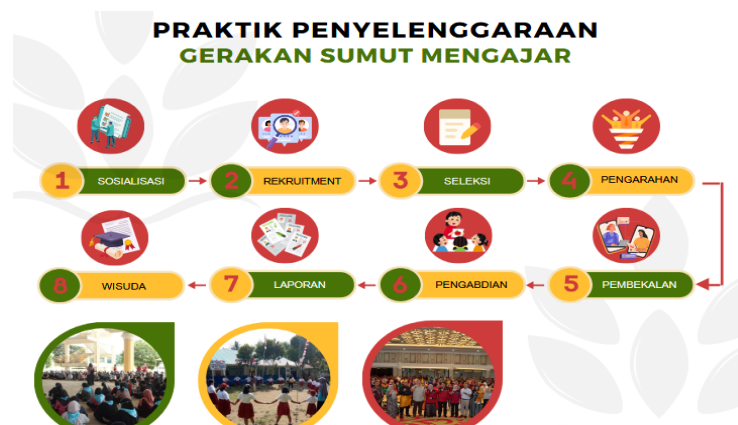 PRAKTIK PENYELENGGARAAN
GERAKAN SUMUT MENGAJAR
1 SOSIALISASI
2 REKRUITMENT
3 SELEKSI
4 PENGARAHAN
5 PEMBEKALAN
6 PENGABDIAN
7 LAPORAN
8 WISUDA